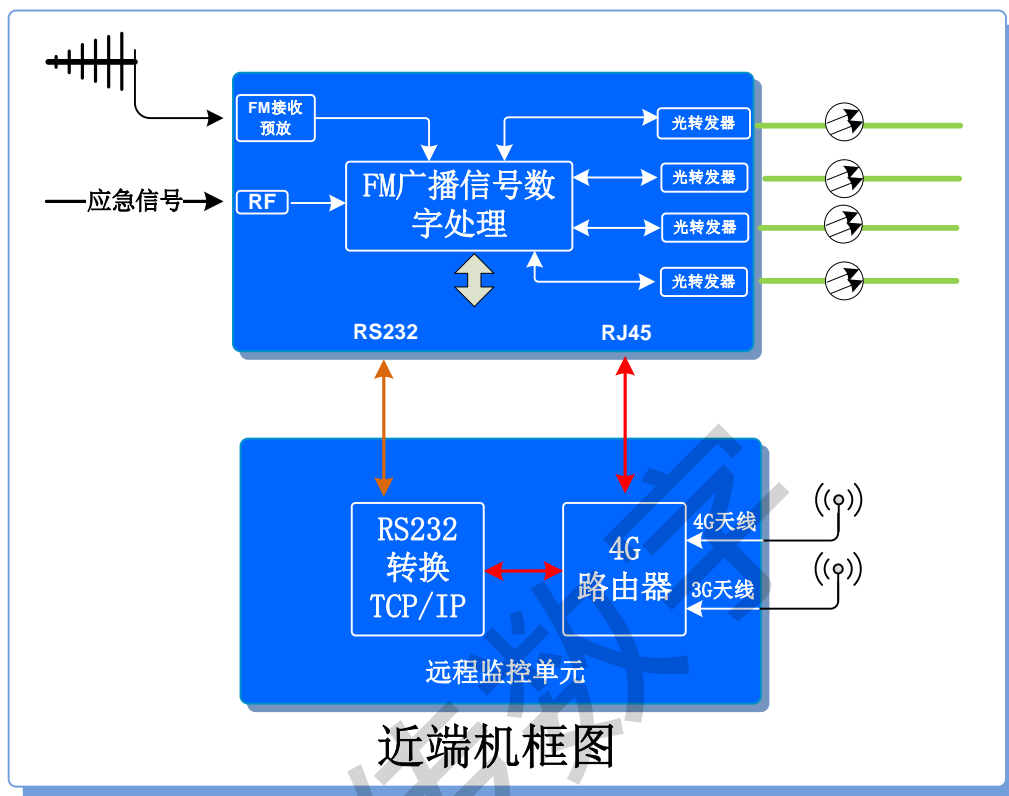 FM接收
预放
光转发器
FM广播信号数
字处理
光转发器
应急信号
RF
光转发器
光转发器
RS232
RJ45
RS232
转换
TCP/IP
4G
路由器
4G天线
3G天线
远程监控单元
近端机框图
数字